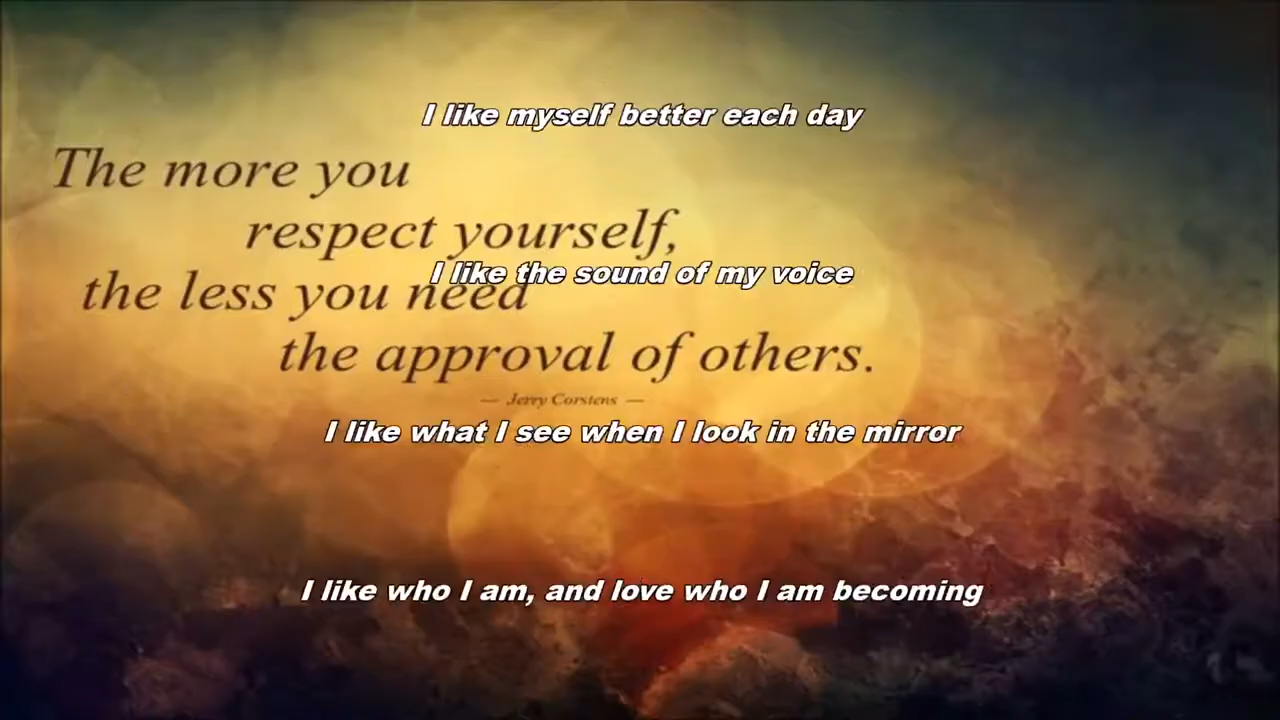 I like myself better each day
The more you
respect yourself,
I like the sound of my voice
the less you need
the approval of others.
— Jerry Corstens —
I like what I see when I look in the mirror
I like who I am, and love who I am becoming